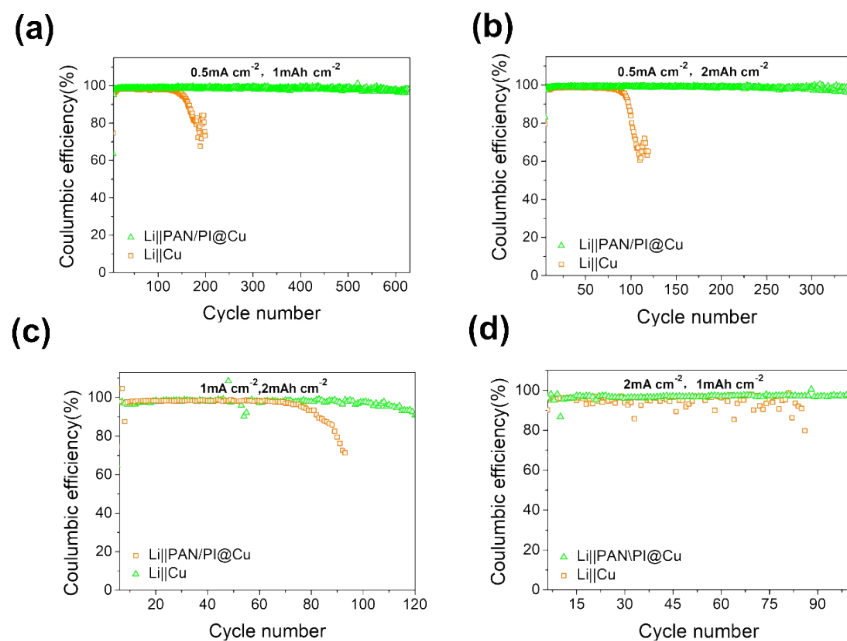 (a)
0.5mA cm⁻², 1mAh cm⁻²
Coulumbic efficiency(%)
100
80
60
40
20
0
Li||PAN/PI@Cu
Li||Cu
100 200 300 400 500 600
Cycle number
(b)
0.5mA cm⁻², 2mAh cm⁻²
Coulumbic efficiency(%)
100
80
60
40
20
0
Li||PAN/PI@Cu
Li||Cu
50 100 150 200 250 300
Cycle number
(c)
1mA cm⁻²,2mAh cm⁻²
Coulumbic efficiency(%)
100
80
60
40
20
0
Li||PAN/PI@Cu
Li||Cu
20 40 60 80 100 120
Cycle number
(d)
2mA cm⁻², 1mAh cm⁻²
Coulumbic efficiency(%)
100
80
60
40
20
0
Li||PAN\PI@Cu
Li||Cu
15 30 45 60 75 90
Cycle number